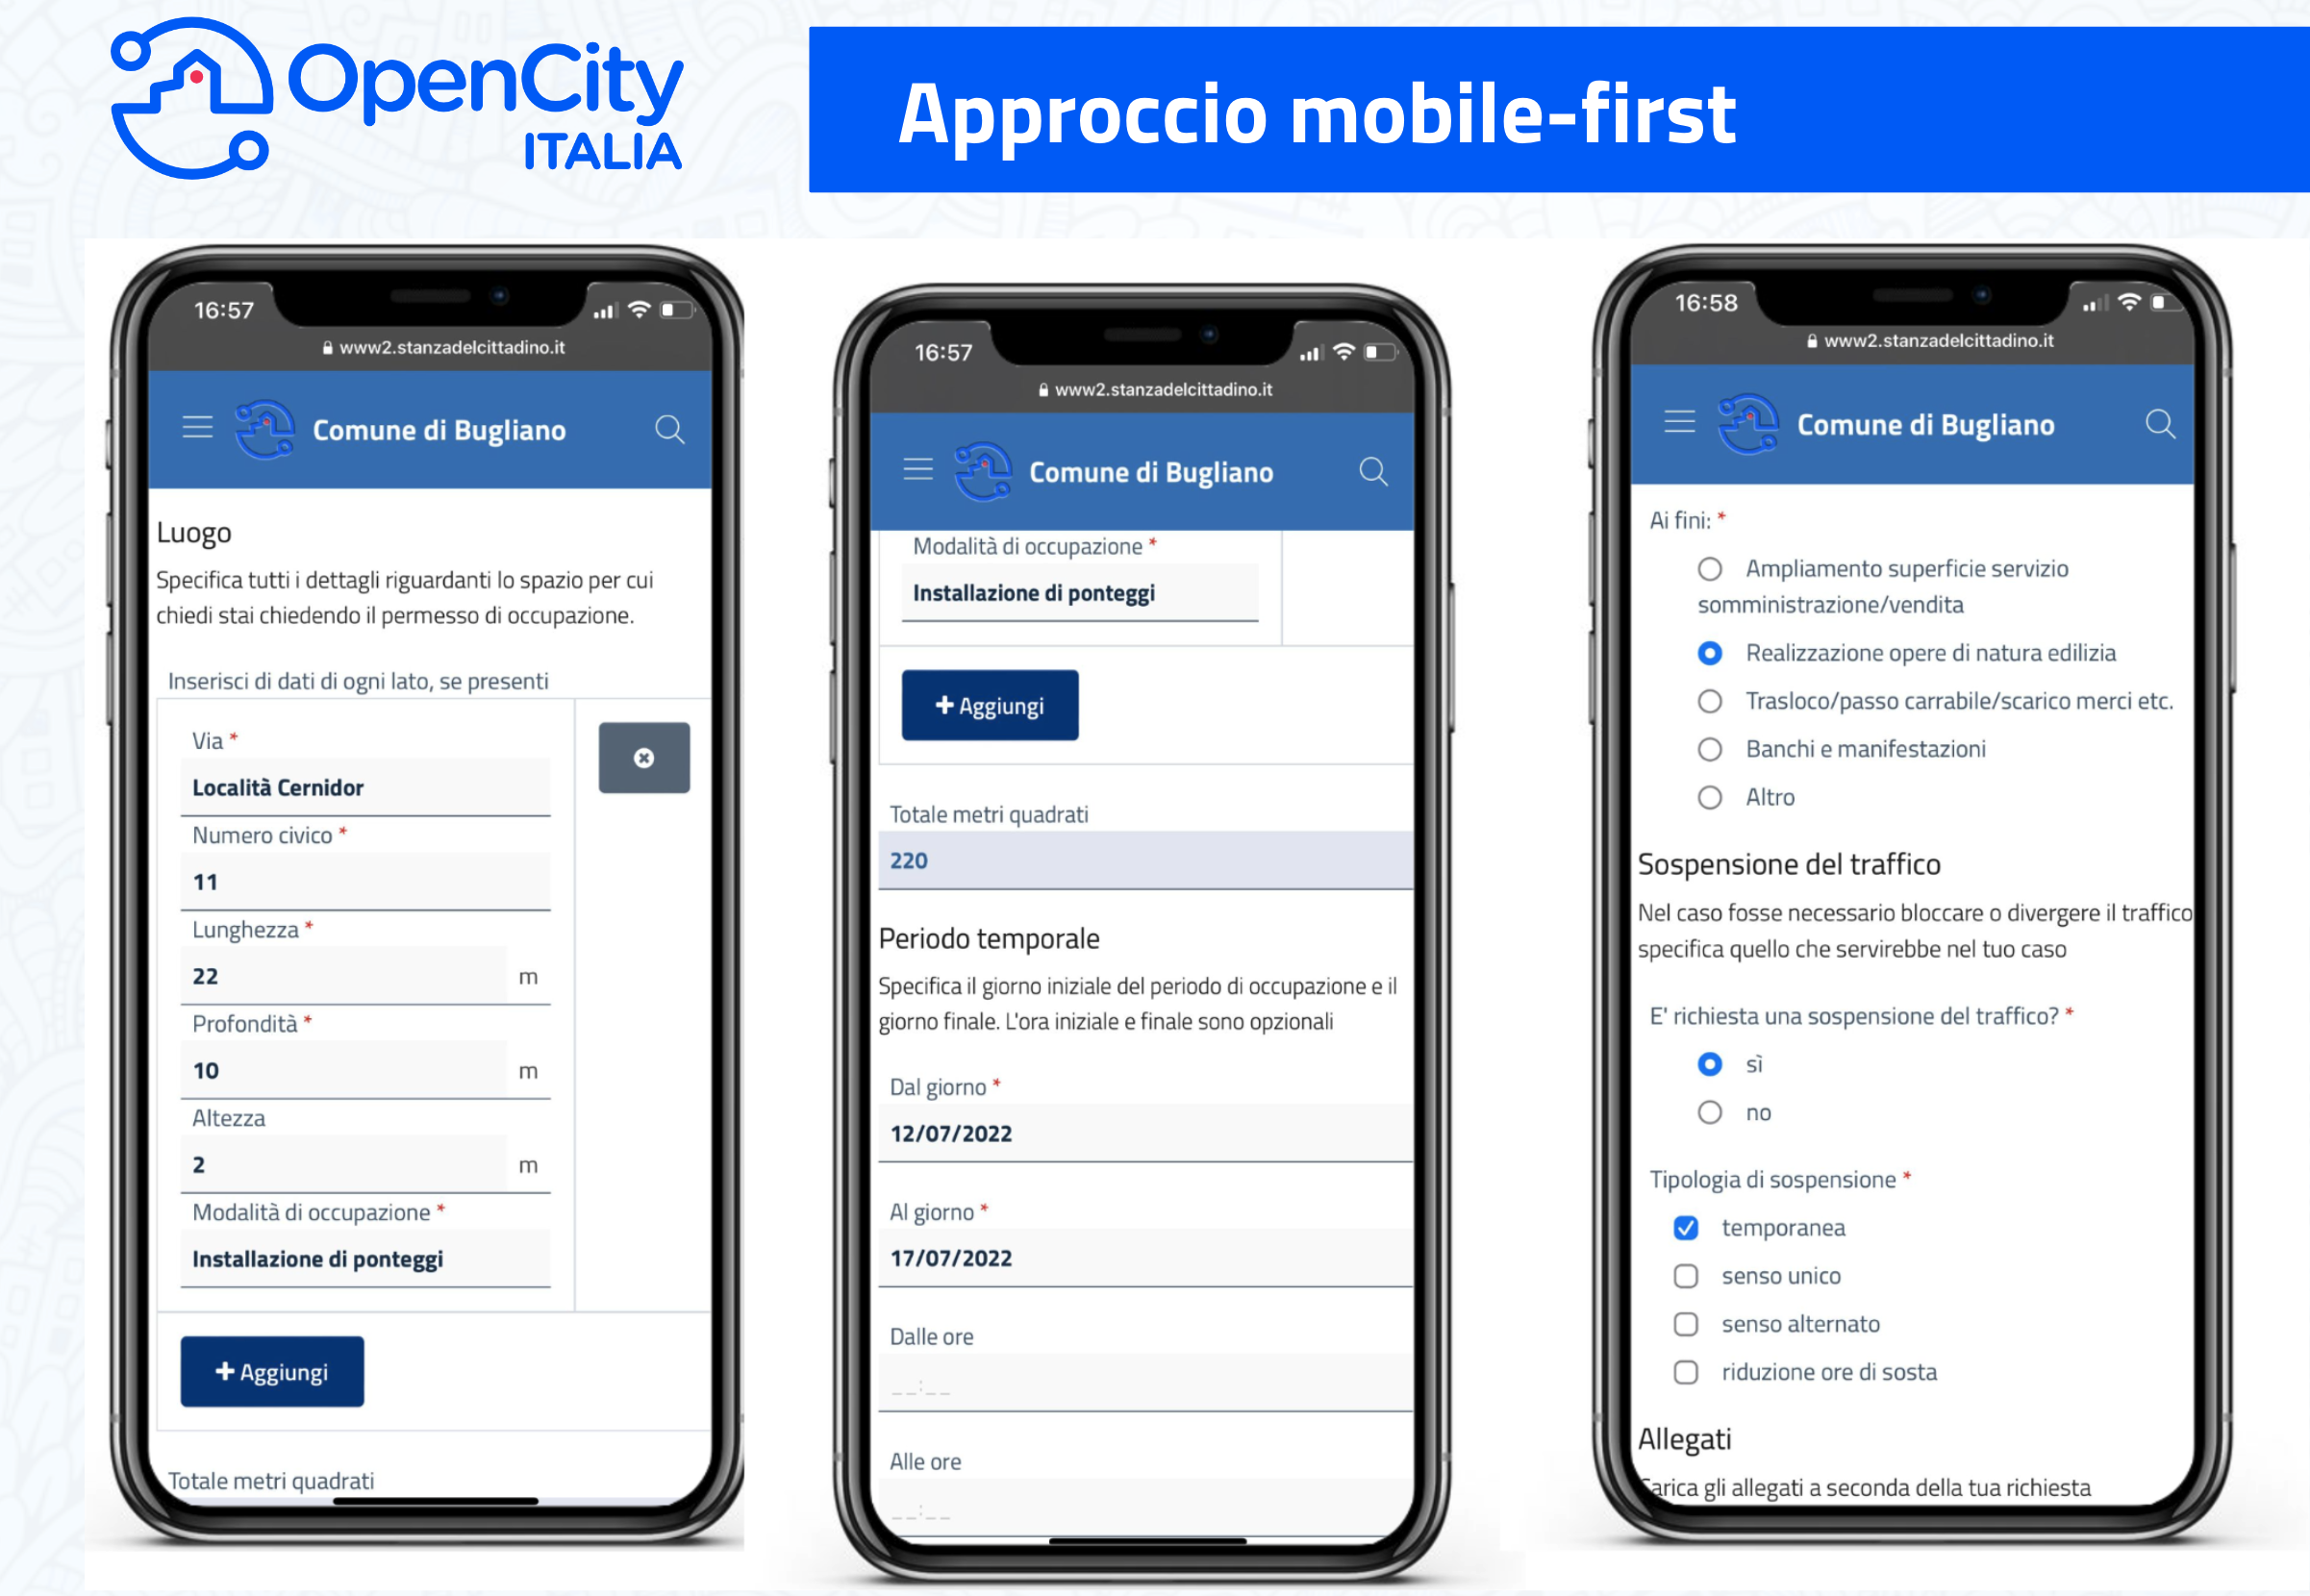 OpenCity
ITALIA
Approccio mobile-first
16:57
www2.stanzadelcittadino.it
Comune di Bugliano
Luogo
Specifica tutti i dettagli riguardanti lo spazio per cui
chiedi stai chiedendo il permesso di occupazione.
Inserisci di dati di ogni lato, se presenti
Via *
Località Cernidor
Numero civico *
11
Lunghezza *
22 m
Profondità *
10 m
Altezza
2 m
Modalità di occupazione *
Installazione di ponteggi
+ Aggiungi
Totale metri quadrati
16:57
www2.stanzadelcittadino.it
Comune di Bugliano
Modalità di occupazione *
Installazione di ponteggi
+ Aggiungi
Totale metri quadrati
220
Periodo temporale
Specifica il giorno iniziale del periodo di occupazione e il
giorno finale. L'ora iniziale e finale sono opzionali
Dal giorno *
12/07/2022
Al giorno *
17/07/2022
Dalle ore
__:__
Alle ore
__:__
16:58
www2.stanzadelcittadino.it
Comune di Bugliano
Ai fini: *
Ampliamento superficie servizio
somministrazione/vendita
Realizzazione opere di natura edilizia
Trasloco/passo carrabile/scarico merci etc.
Banchi e manifestazioni
Altro
Sospensione del traffico
Nel caso fosse necessario bloccare o divergere il traffico
specifica quello che servirebbe nel tuo caso
E' richiesta una sospensione del traffico? *
sì
no
Tipologia di sospensione *
temporanea
senso unico
senso alternato
riduzione ore di sosta
Allegati
Carica gli allegati a seconda della tua richiesta